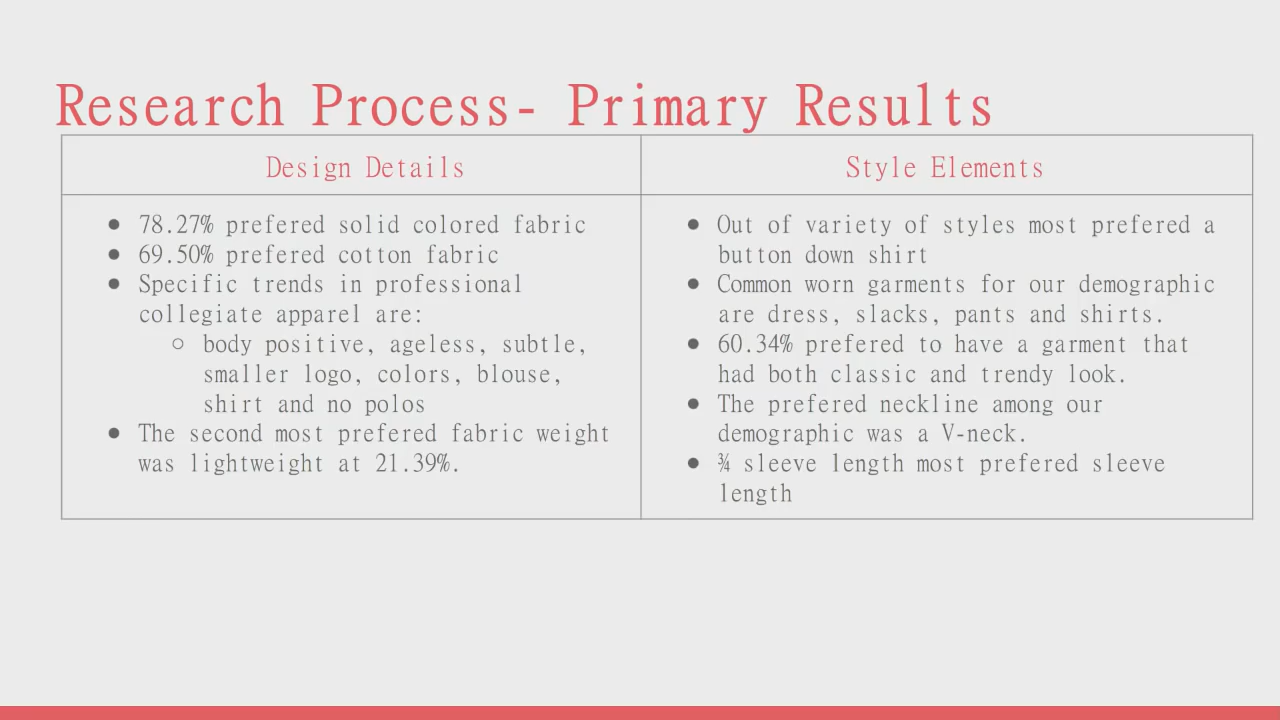 Research Process- Primary Results
Design Details
● 78.27% prefered solid colored fabric
● 69.50% prefered cotton fabric
● Specific trends in professional
collegiate apparel are:
○ body positive, ageless, subtle,
smaller logo, colors, blouse,
shirt and no polos
● The second most prefered fabric weight
was lightweight at 21.39%.
Style Elements
● Out of variety of styles most prefered a
button down shirt
● Common worn garments for our demographic
are dress, slacks, pants and shirts.
● 60.34% prefered to have a garment that
had both classic and trendy look.
● The prefered neckline among our
demographic was a V-neck.
● ¾ sleeve length most prefered sleeve
length